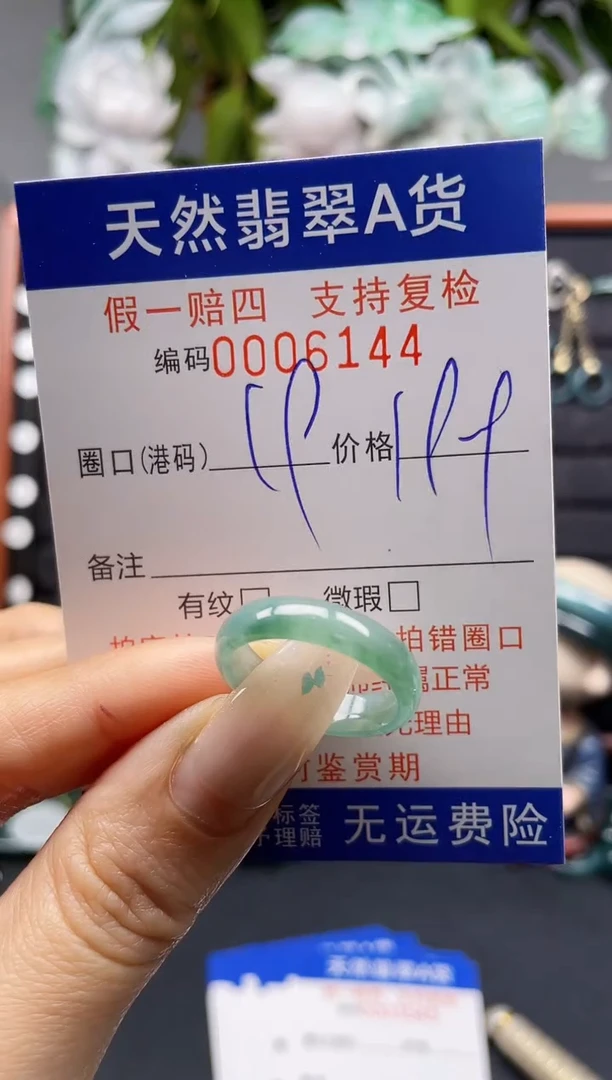 天然翡翠A货
假一赔四 支持复检
编码0006144
圈口(港码) 价格
备注
有纹□ 微瑕□
拍错圈口
属正常
理由
鉴赏期
标签
理赔 无运费险